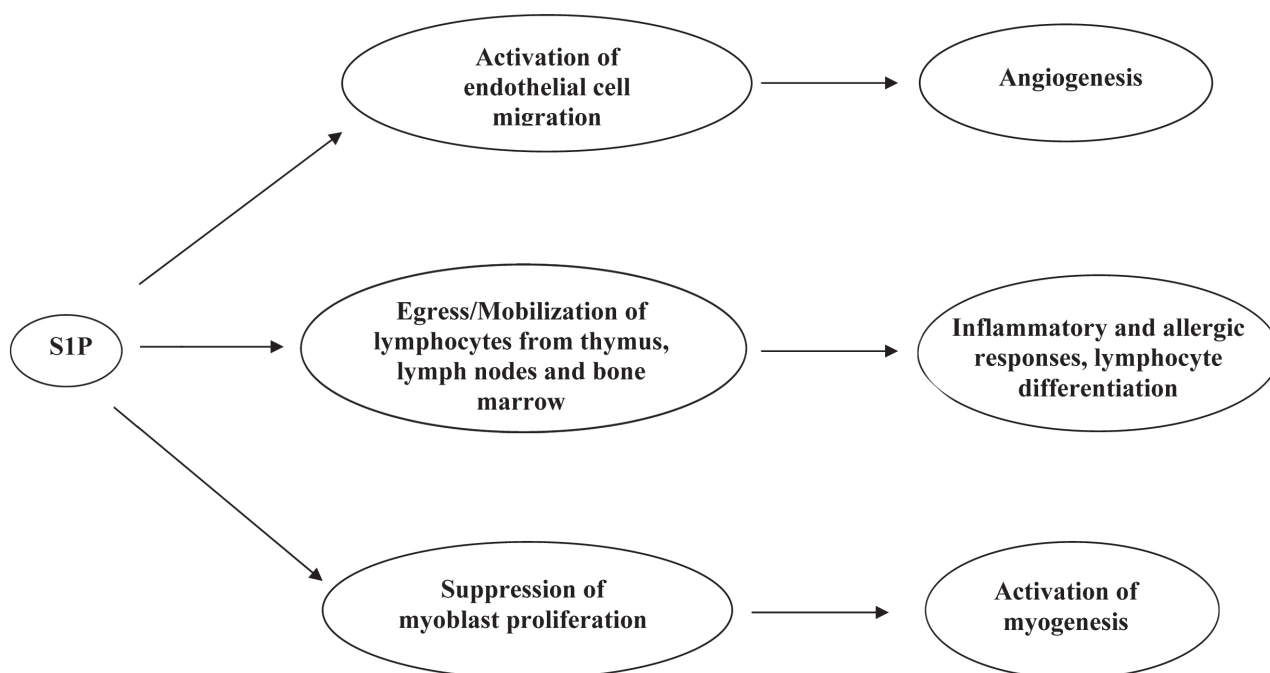 Activation of
endothelial cell
migration
Angiogenesis
S1P
Egress/Mobilization of
lymphocytes from thymus,
lymph nodes and bone
marrow
Inflammatory and allergic
responses, lymphocyte
differentiation
Suppression of
myoblast proliferation
Activation of
myogenesis